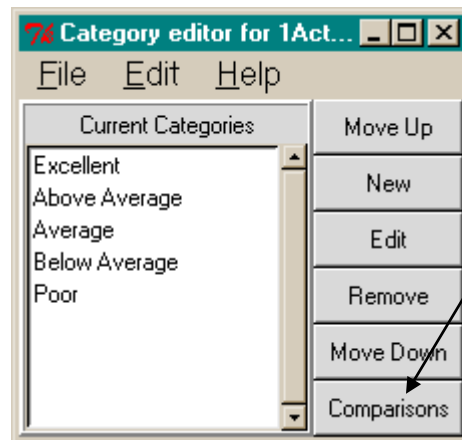 Category editor for 1Act...
File Edit Help
Current Categories
Excellent
Above Average
Average
Below Average
Poor
Move Up
New
Edit
Remove
Move Down
Comparisons